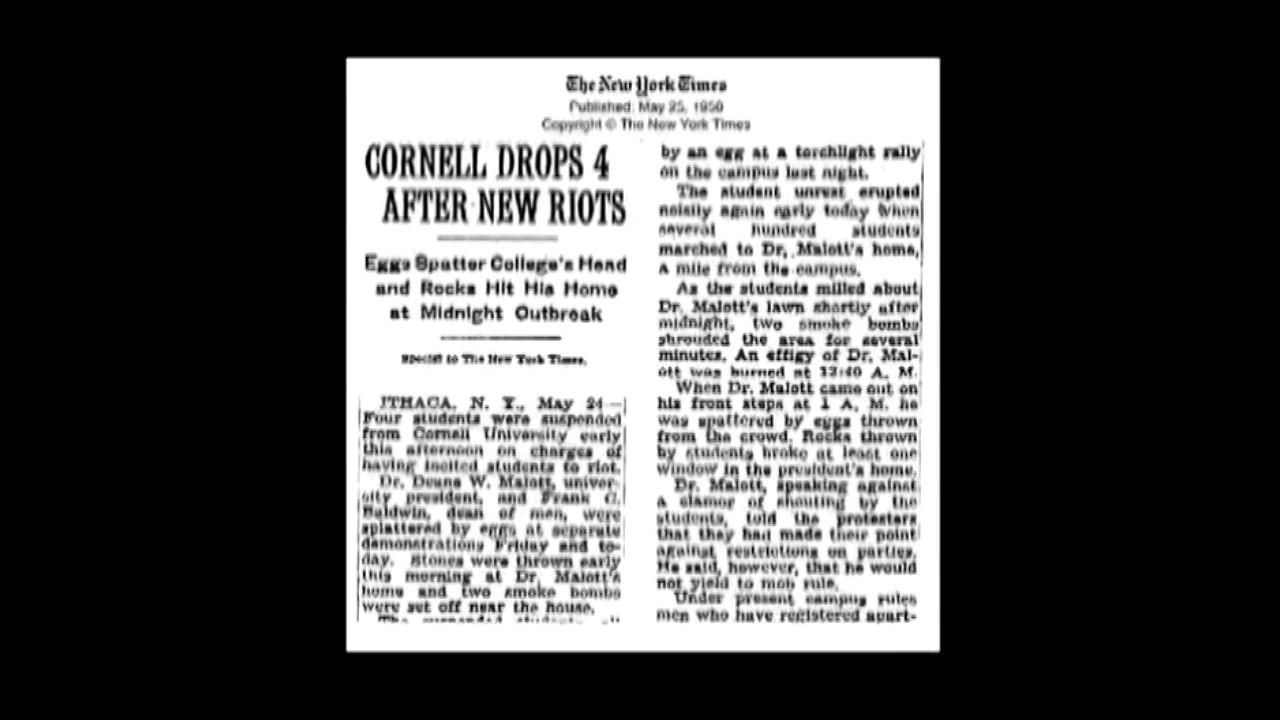 The New York Times
Published: May 25, 1958
Copyright © The New York Times
CORNELL DROPS 4
AFTER NEW RIOTS
Eggs Spatter College's Head
and Rocks Hit His Home
at Midnight Outbreak
Special to The New York Times.
ITHACA, N. Y., May 24—
Four students were suspended
from Cornell University early
this afternoon on charges of
having incited students to riot.
Dr. Deane W. Malott, univer-
sity president, and Frank C.
Baldwin, dean of men, were
splattered by eggs at separate
demonstrations Friday and to-
day. Stones were thrown early
this morning at Dr. Malott's
home and two smoke bombs
were set off near the house.
The suspended students all
by an egg at a torchlight rally
on the campus last night.
The student unrest erupted
noisily again early today when
several hundred students
marched to Dr. Malott's home,
a mile from the campus.
As the students milled about
Dr. Malott's lawn shortly after
midnight, two smoke bombs
shrouded the area for several
minutes. An effigy of Dr. Mal-
ott was burned at 12:40 A. M.
When Dr. Malott came out on
his front steps at 1 A. M. he
was spattered by eggs thrown
from the crowd. Rocks thrown
by students broke at least one
window in the president's home.
Dr. Malott, speaking against
a clamor of shouting by the
students, told the protesters
that they had made their point
against restrictions on parties.
He said, however, that he would
not yield to mob rule.
Under present campus rules
men who have registered apart-